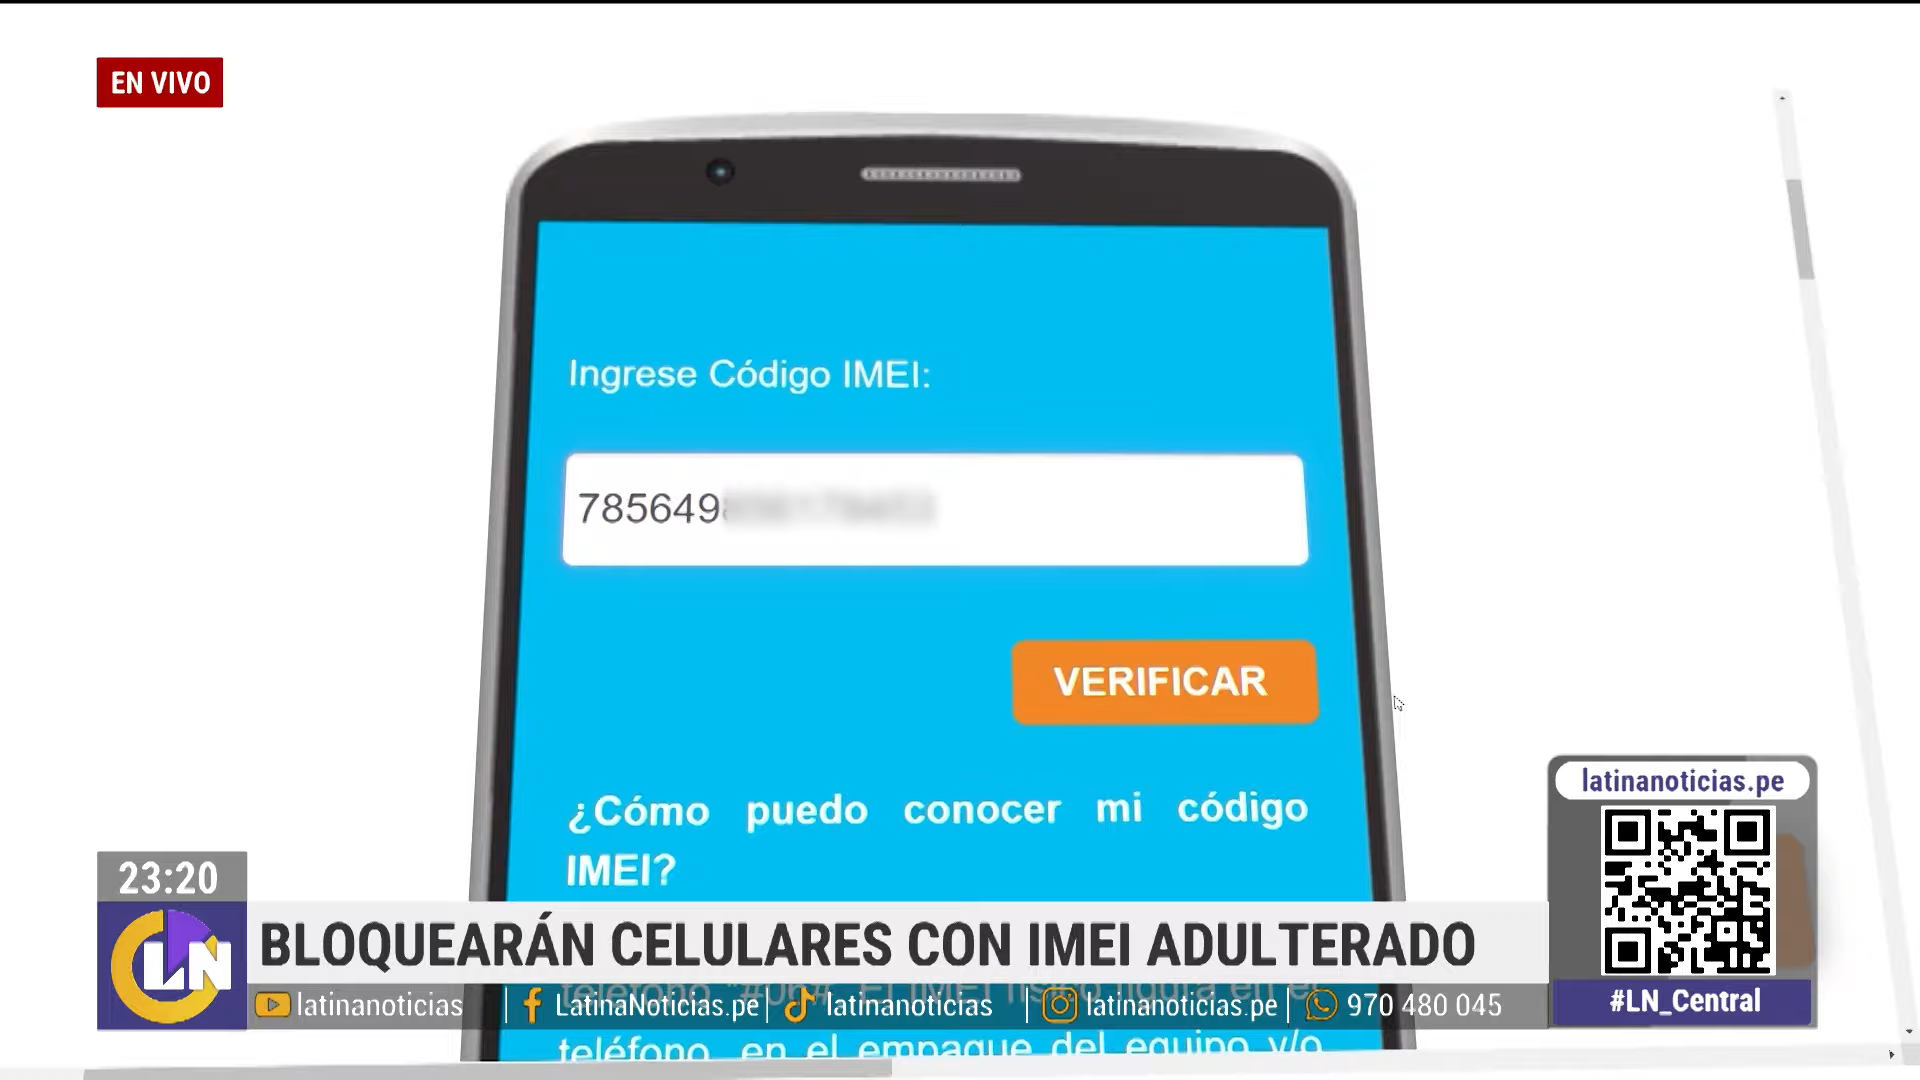 EN VIVO
Ingrese Código IMEI:
785649
VERIFICAR
¿Cómo puedo conocer mi código
IMEI?
latinanoticias.pe
23:20
LN
BLOQUEARÁN CELULARES CON IMEI ADULTERADO
latinanoticias
LatinaNoticias.pe
latinanoticias
latinanoticias.pe
970 480 045
#LN_Central
teléfono, en el empaque del equipo y/o